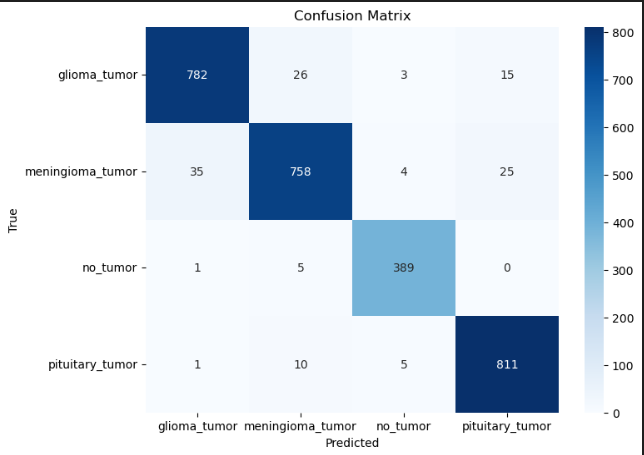 Confusion Matrix
glioma_tumor 782 26 3 15
meningioma_tumor 35 758 4 25
no_tumor 1 5 389 0
pituitary_tumor 1 10 5 811
glioma_tumor meningioma_tumor no_tumor pituitary_tumor
Predicted
True
800
700
600
500
400
300
200
100
0